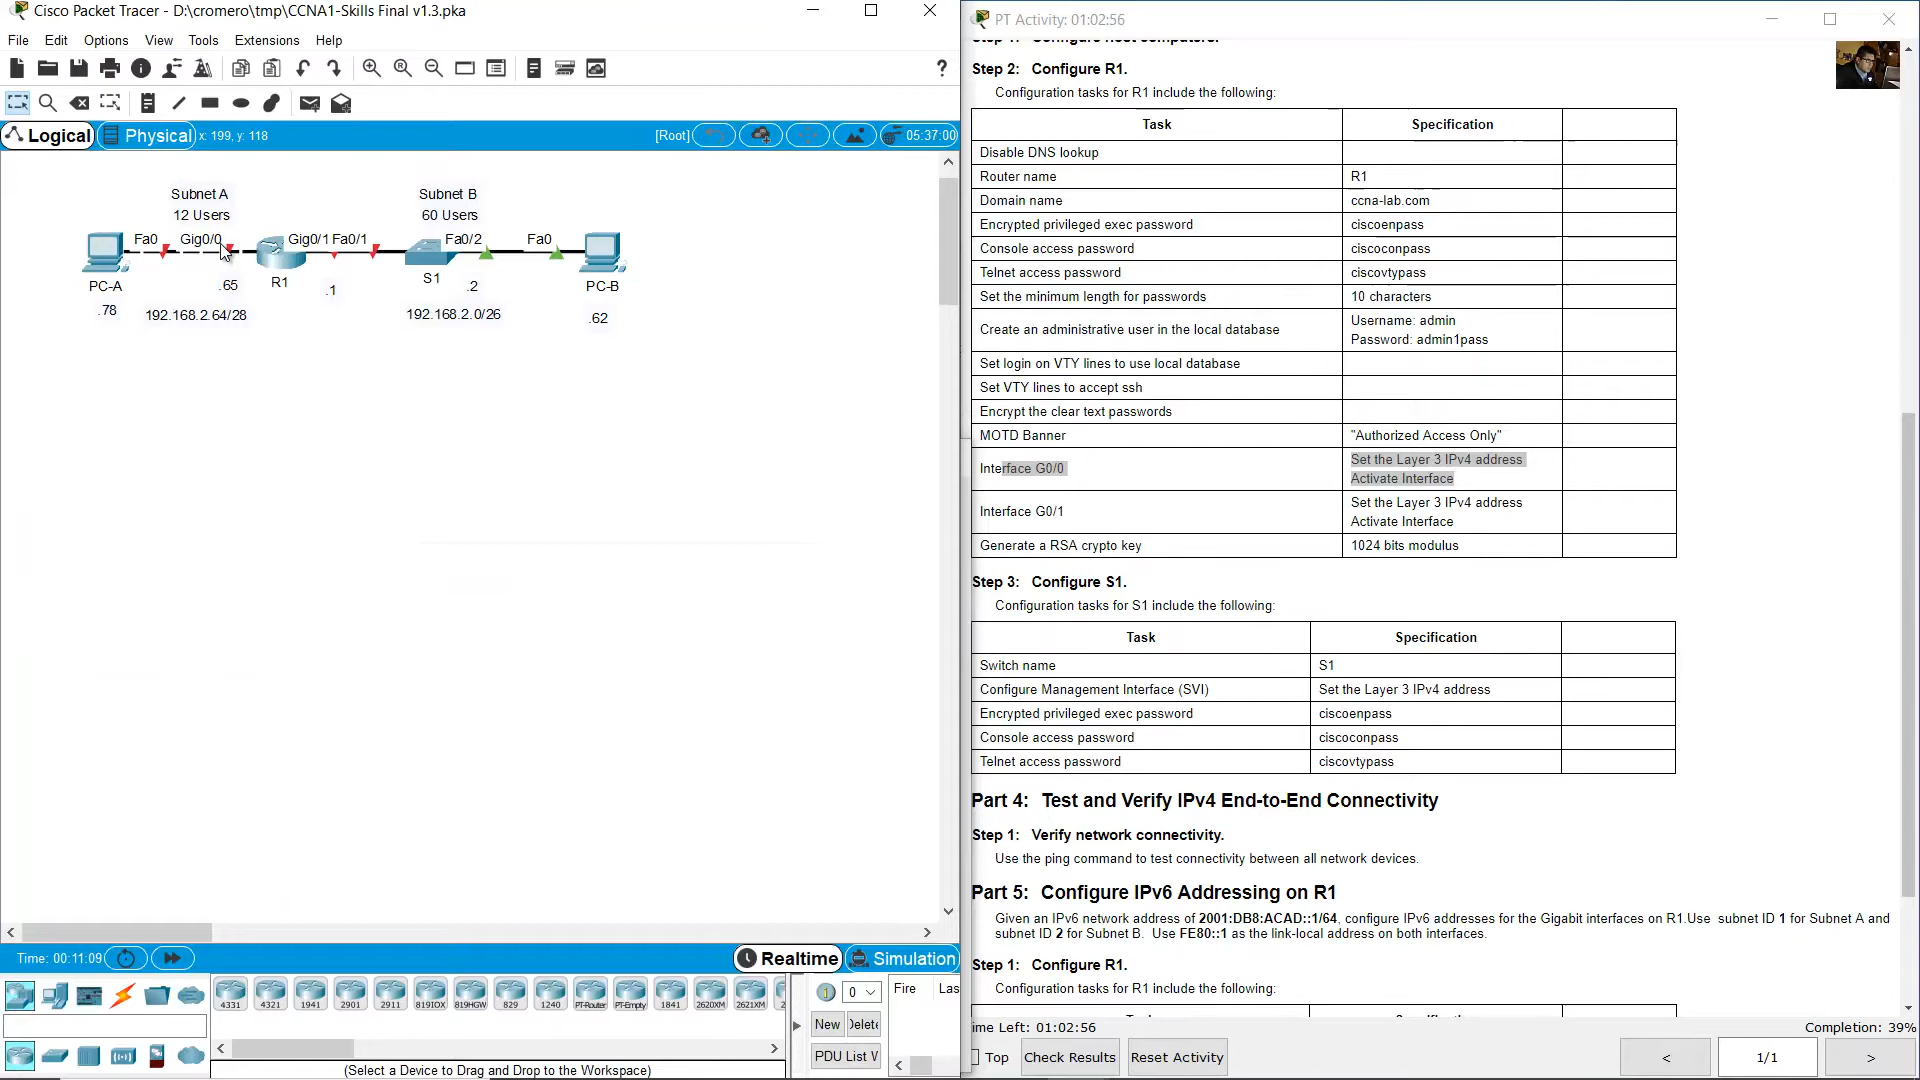 Cisco Packet Tracer - D:\cromero\tmp\CCNA1-Skills Final v1.3.pka
File Edit Options View Tools Extensions Help
?
Logical Physical x: 199, y: 118 [Root] 05:37:00
Subnet A Subnet B
12 Users 60 Users
Fa0 Gig0/0 Gig0/1 Fa0/1 Fa0/2 Fa0
PC-A .65 R1 .1 S1 .2 PC-B
.78 192.168.2.64/28 192.168.2.0/26 .62
Time: 00:11:09 Realtime Simulation
4331 4321 1941 2901 2911 819IOX 819HGW 829 1240 PT-Router PT-Empty 1841 2620XM 2621XM
0 Fire Las
New Delete
PDU List W
(Select a Device to Drag and Drop to the Workspace)
PT Activity: 01:02:56
Step 2: Configure R1.
Configuration tasks for R1 include the following:
Task Specification
Disable DNS lookup
Router name R1
Domain name ccna-lab.com
Encrypted privileged exec password ciscoenpass
Console access password ciscoconpass
Telnet access password ciscovtypass
Set the minimum length for passwords 10 characters
Create an administrative user in the local database Username: admin
Password: admin1pass
Set login on VTY lines to use local database
Set VTY lines to accept ssh
Encrypt the clear text passwords
MOTD Banner "Authorized Access Only"
Interface G0/0 Set the Layer 3 IPv4 address
Activate Interface
Interface G0/1 Set the Layer 3 IPv4 address
Activate Interface
Generate a RSA crypto key 1024 bits modulus
Step 3: Configure S1.
Configuration tasks for S1 include the following:
Task Specification
Switch name S1
Configure Management Interface (SVI) Set the Layer 3 IPv4 address
Encrypted privileged exec password ciscoenpass
Console access password ciscoconpass
Telnet access password ciscovtypass
Part 4: Test and Verify IPv4 End-to-End Connectivity
Step 1: Verify network connectivity.
Use the ping command to test connectivity between all network devices.
Part 5: Configure IPv6 Addressing on R1
Given an IPv6 network address of 2001:DB8:ACAD::1/64, configure IPv6 addresses for the Gigabit interfaces on R1.Use subnet ID 1 for Subnet A and
subnet ID 2 for Subnet B. Use FE80::1 as the link-local address on both interfaces.
Step 1: Configure R1.
Configuration tasks for R1 include the following:
ime Left: 01:02:56 Completion: 39%
Top Check Results Reset Activity < 1/1 >